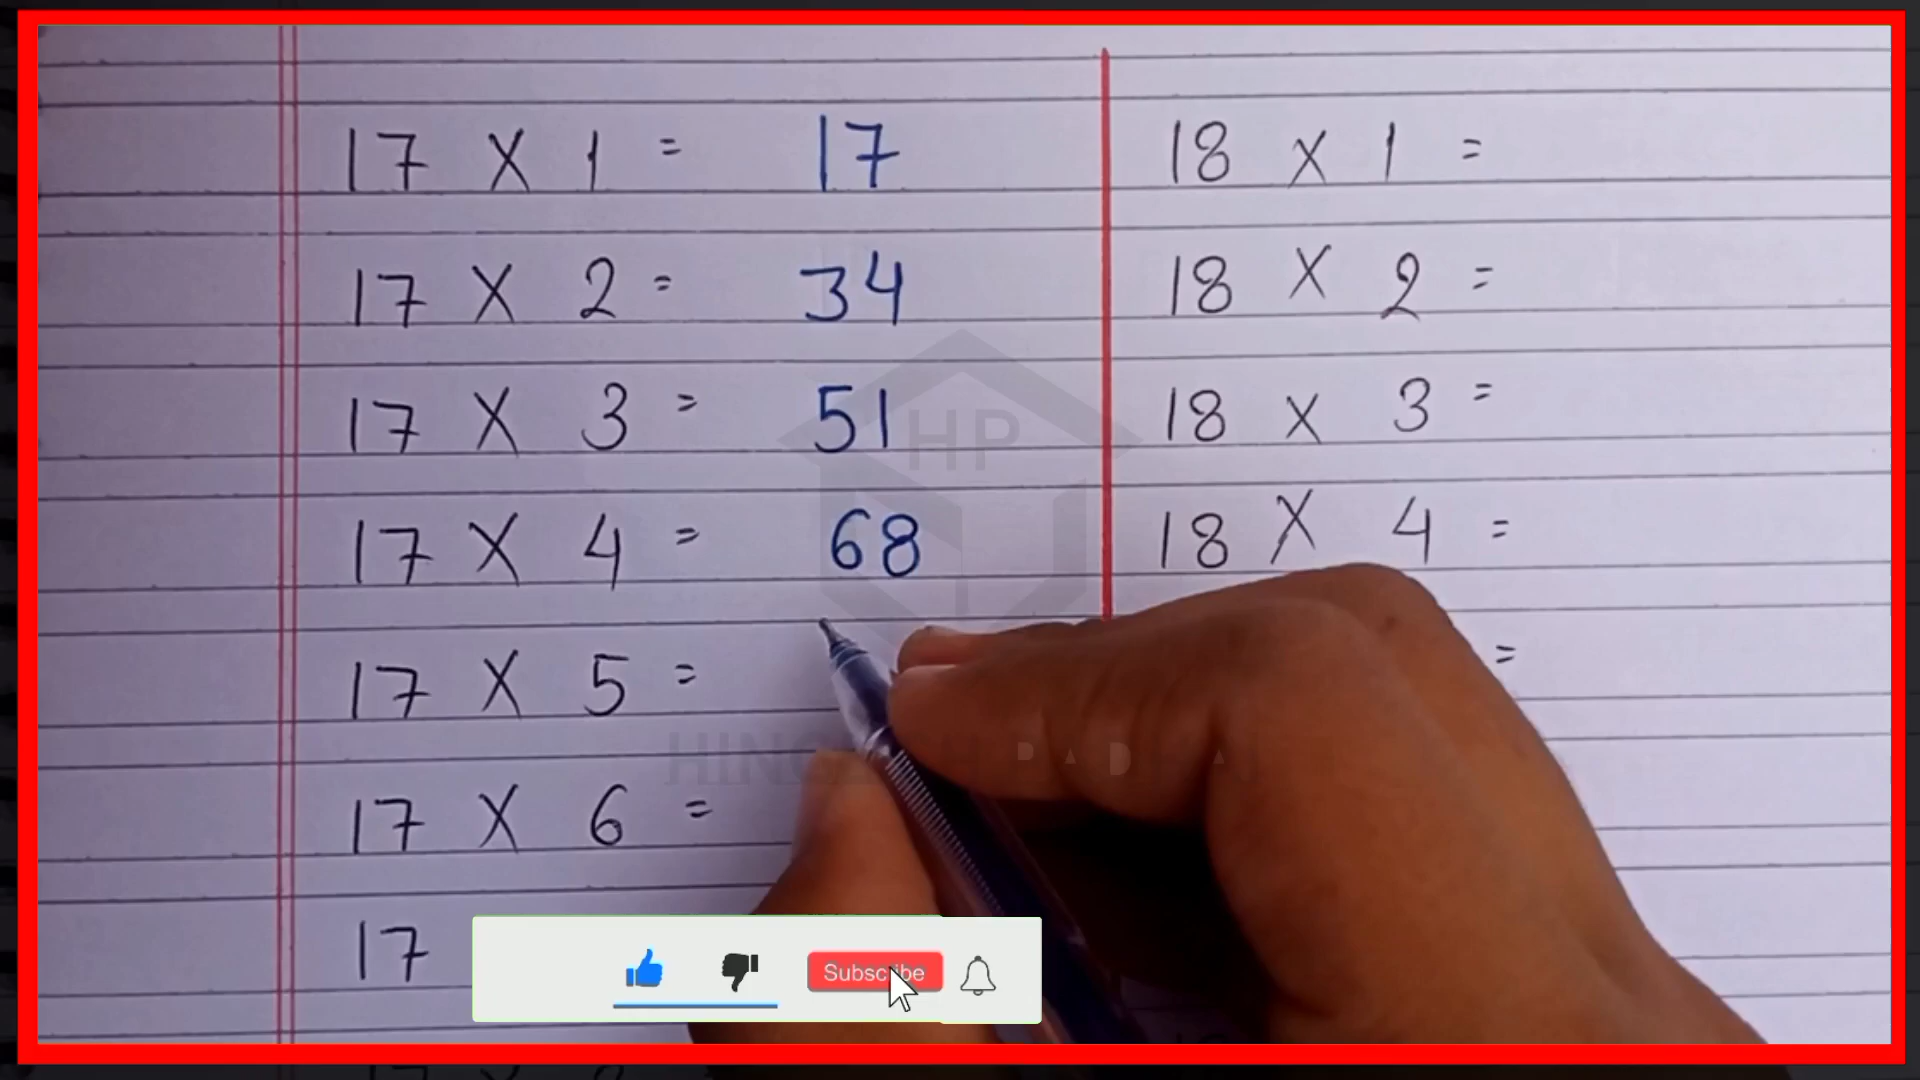 17 X 1 = 17
17 X 2 = 34
17 X 3 = 51
17 X 4 = 68
17 X 5 =
17 X 6 =
17
18 X 1 =
18 X 2 =
18 X 3 =
18 X 4 =
=
HP
Subscribe